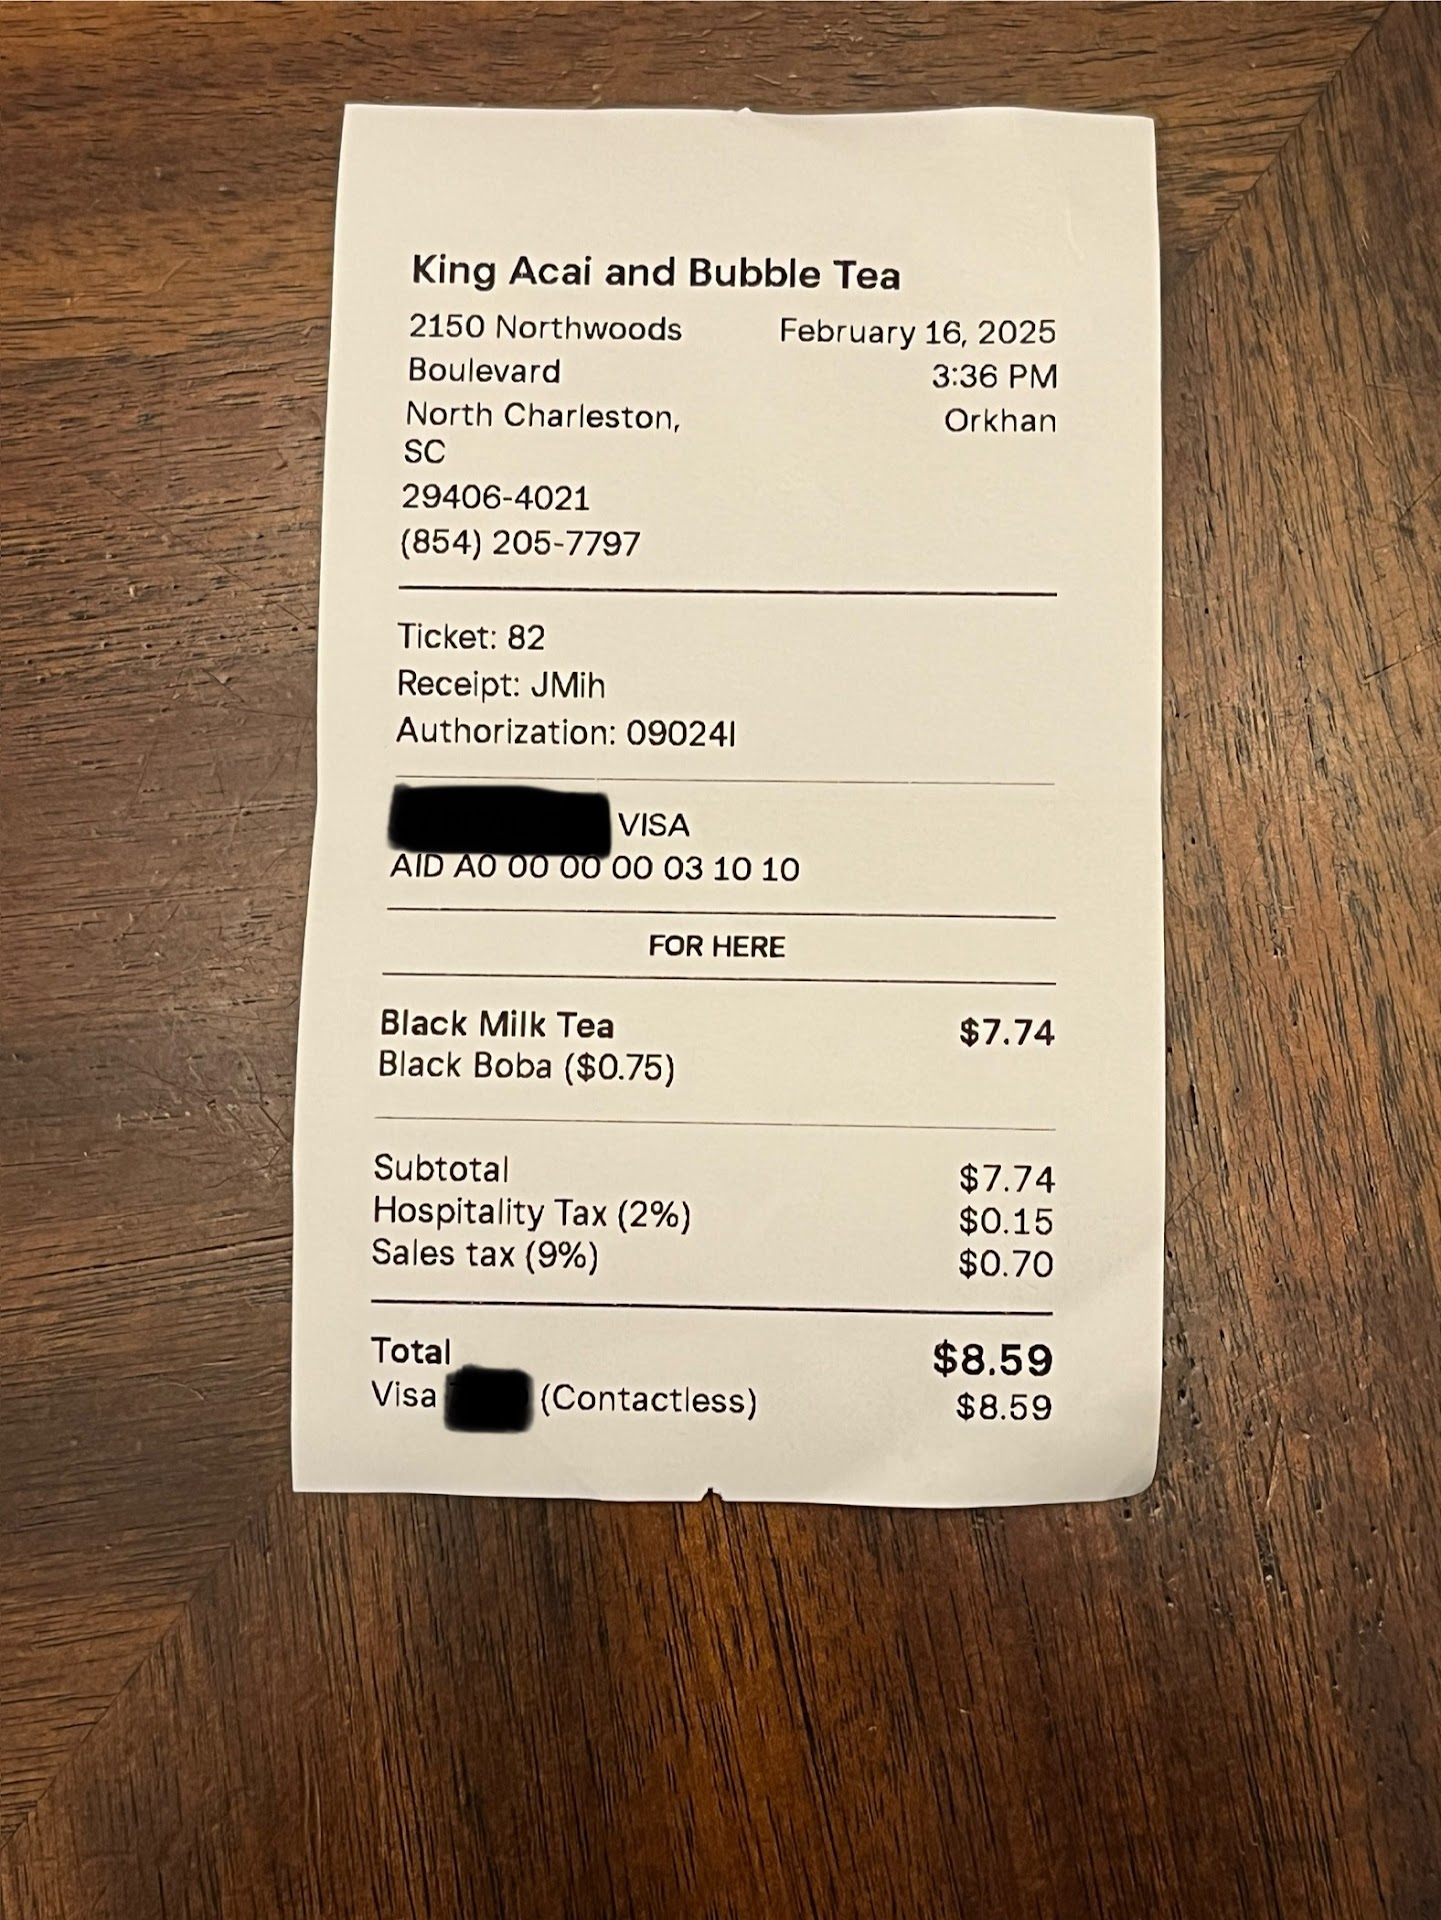 King Acai and Bubble Tea
2150 Northwoods
Boulevard
North Charleston,
SC
29406-4021
(854) 205-7797
February 16, 2025
3:36 PM
Orkhan
Ticket: 82
Receipt: JMih
Authorization: 09024I
VISA
AID A0 00 00 00 03 10 10
FOR HERE
Black Milk Tea $7.74
Black Boba ($0.75)
Subtotal $7.74
Hospitality Tax (2%) $0.15
Sales tax (9%) $0.70
Total $8.59
Visa (Contactless) $8.59